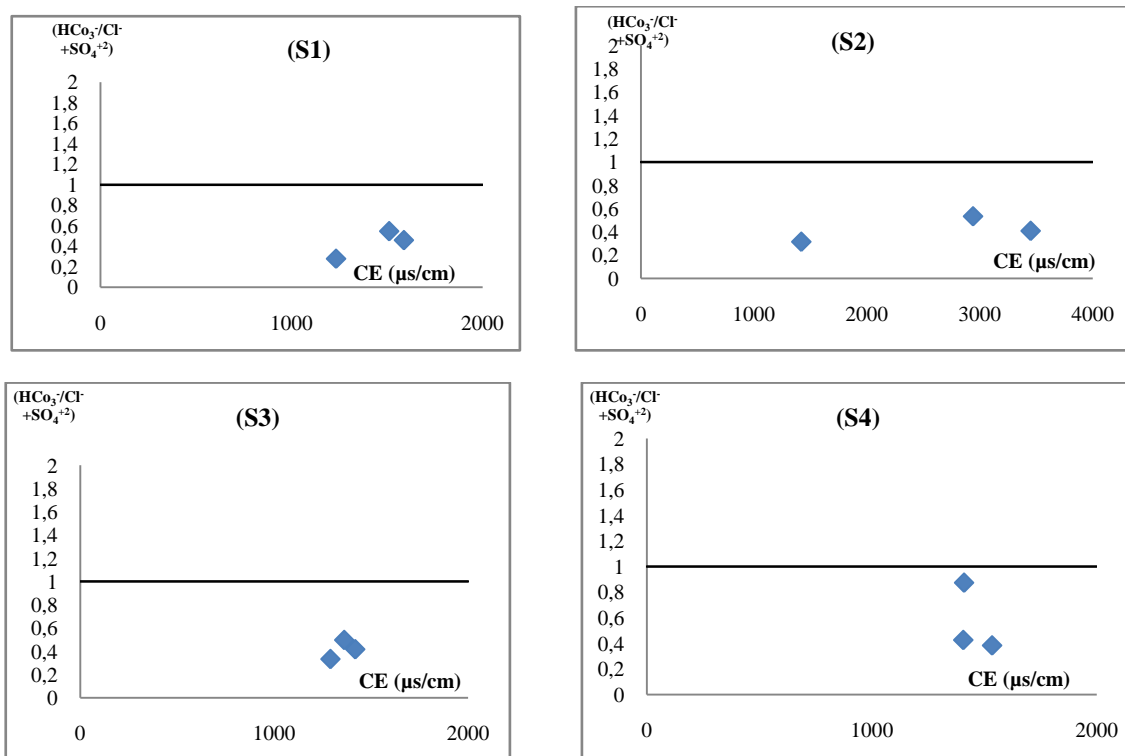 (HCo₃⁻/Cl⁻
+SO₄⁺²)
(S1)
2
1,8
1,6
1,4
1,2
1
0,8
0,6
0,4
0,2
0
CE (µs/cm)
0 1000 2000
(HCo₃⁻/Cl⁻
+SO₄⁺²)
(S2)
2
1,8
1,6
1,4
1,2
1
0,8
0,6
0,4
0,2
0
CE (µs/cm)
0 1000 2000 3000 4000
(HCo₃⁻/Cl⁻
+SO₄⁺²)
(S3)
2
1,8
1,6
1,4
1,2
1
0,8
0,6
0,4
0,2
0
CE (µs/cm)
0 1000 2000
(HCo₃⁻/Cl⁻
+SO₄⁺²)
(S4)
2
1,8
1,6
1,4
1,2
1
0,8
0,6
0,4
0,2
0
CE (µs/cm)
0 1000 2000